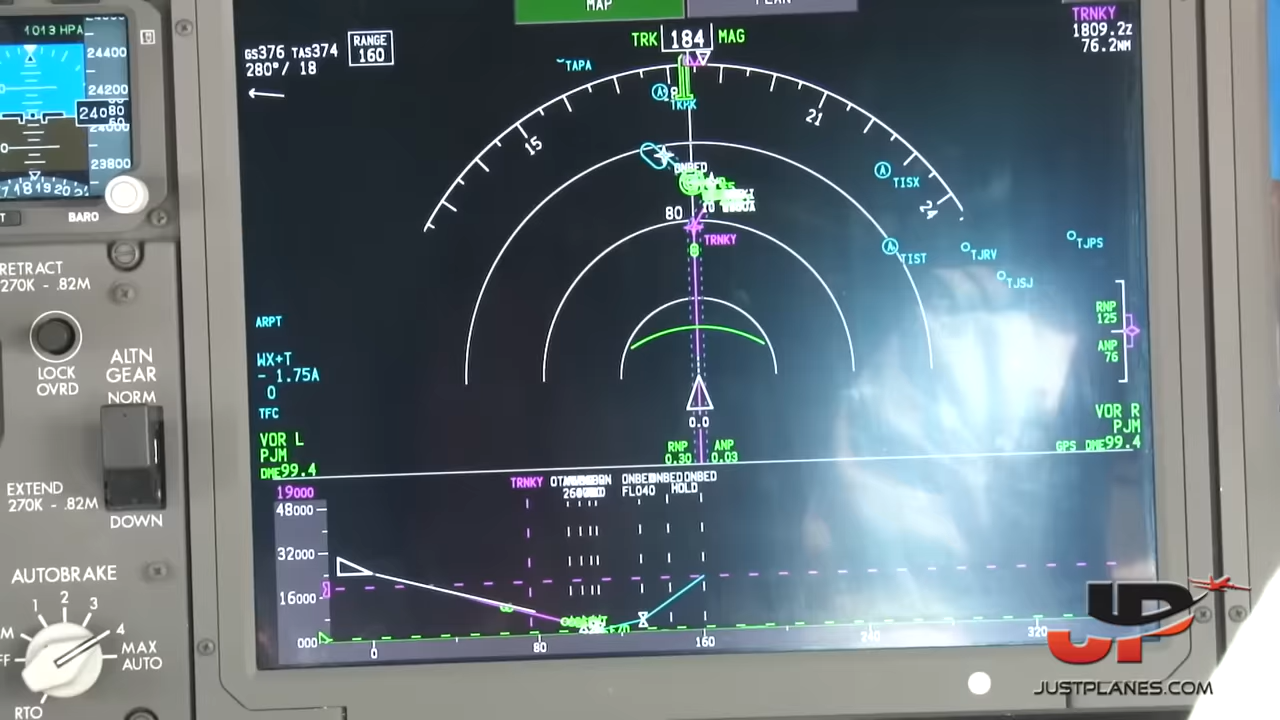 MAP
PLAN
1013 HPA
24400
24200
24080
60
24000
23800
17 18 19 20
BARO
RETRACT
270K - .82M
LOCK
OVRD
ALTN
GEAR
NORM
EXTEND
270K - .82M
DOWN
AUTOBRAKE
1
2
3
4
MAX
AUTO
RTO
GS376 TAS374
280°/ 18
RANGE
160
TRK 184 MAG
TRNKY
1809.2z
76.2NM
TAPA
TKPK
15
21
24
ONBED
80
TRNKY
TISX
TIST
TJRV
TJSJ
TJPS
ARPT
WX+T
- 1.75A
0
TFC
VOR L
PJM
DME99.4
0.0
RNP
0.30
ANP
0.03
RNP
125
ANP
76
VOR R
PJM
GPS DME99.4
19000
TRNKY
ONBED
FL040
ONBED
HOLD
48000
32000
16000
000
0
80
160
240
320
JP
JUSTPLANES.COM